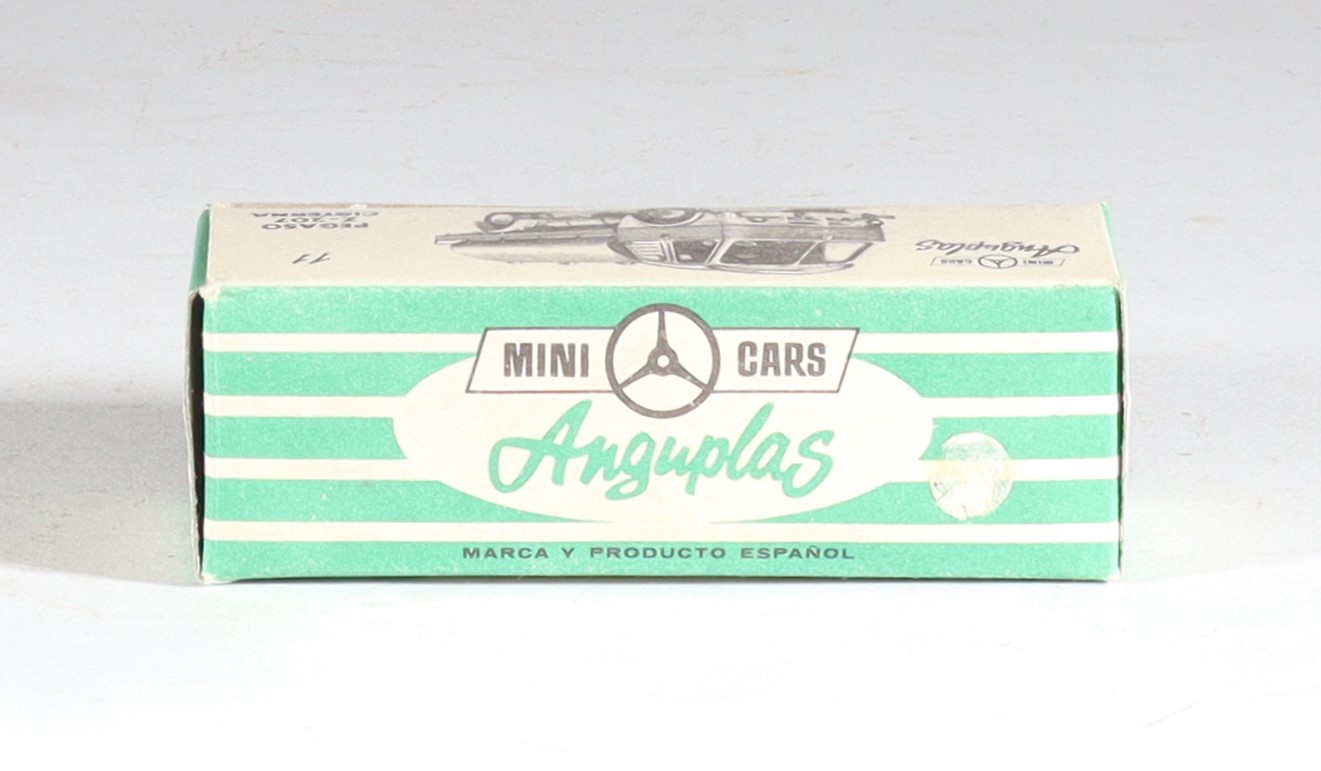 PEGASO
Z-207
CISTERNA
11
Anguplas
MINI CARS
MINI CARS
Anguplas
MARCA Y PRODUCTO ESPAÑOL